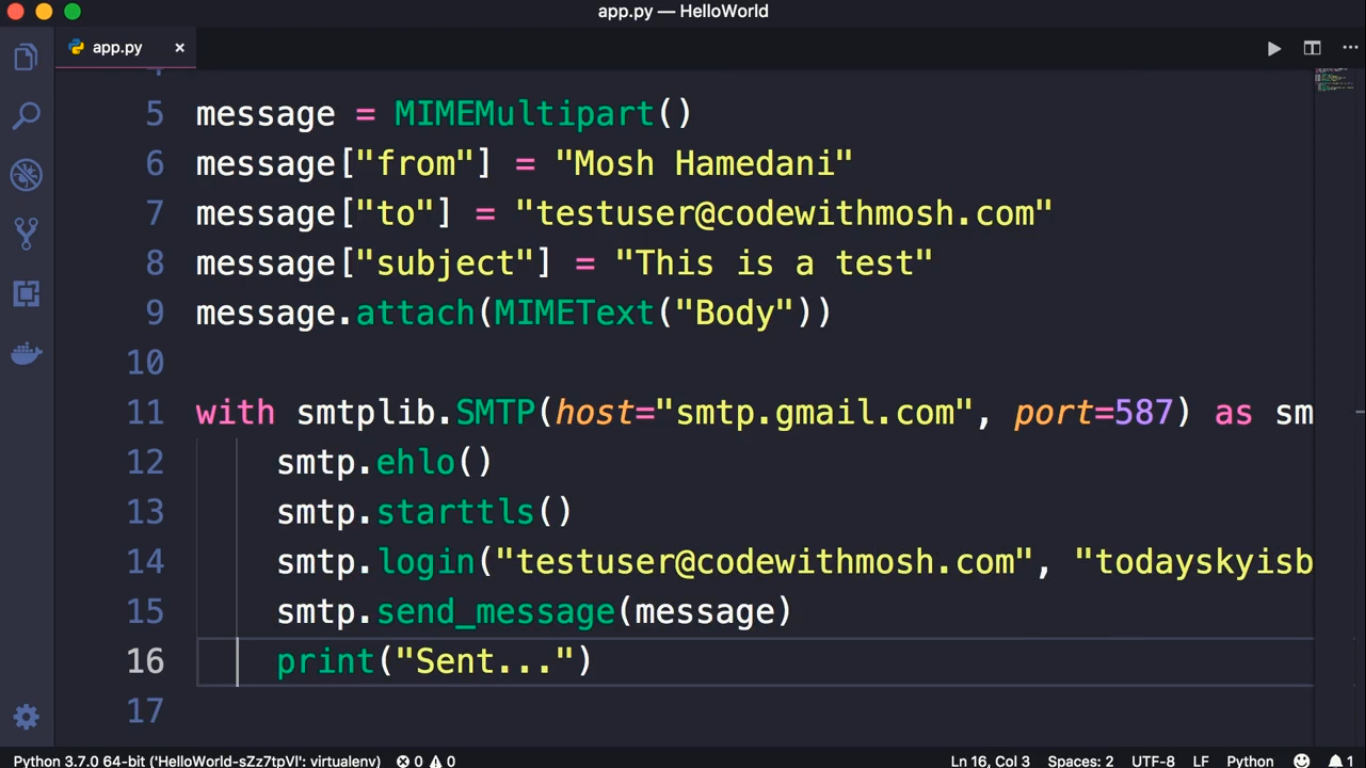 app.py — HelloWorld
app.py ×
5 message = MIMEMultipart()
6 message["from"] = "Mosh Hamedani"
7 message["to"] = "testuser@codewithmosh.com"
8 message["subject"] = "This is a test"
9 message.attach(MIMEText("Body"))
10
11 with smtplib.SMTP(host="smtp.gmail.com", port=587) as sm
12 smtp.ehlo()
13 smtp.starttls()
14 smtp.login("testuser@codewithmosh.com", "todayskyisb
15 smtp.send_message(message)
16 print("Sent...")
17
Python 3.7.0 64-bit ('HelloWorld-sZz7tpVI': virtualenv) 0 0 Ln 16, Col 3 Spaces: 2 UTF-8 LF Python 1